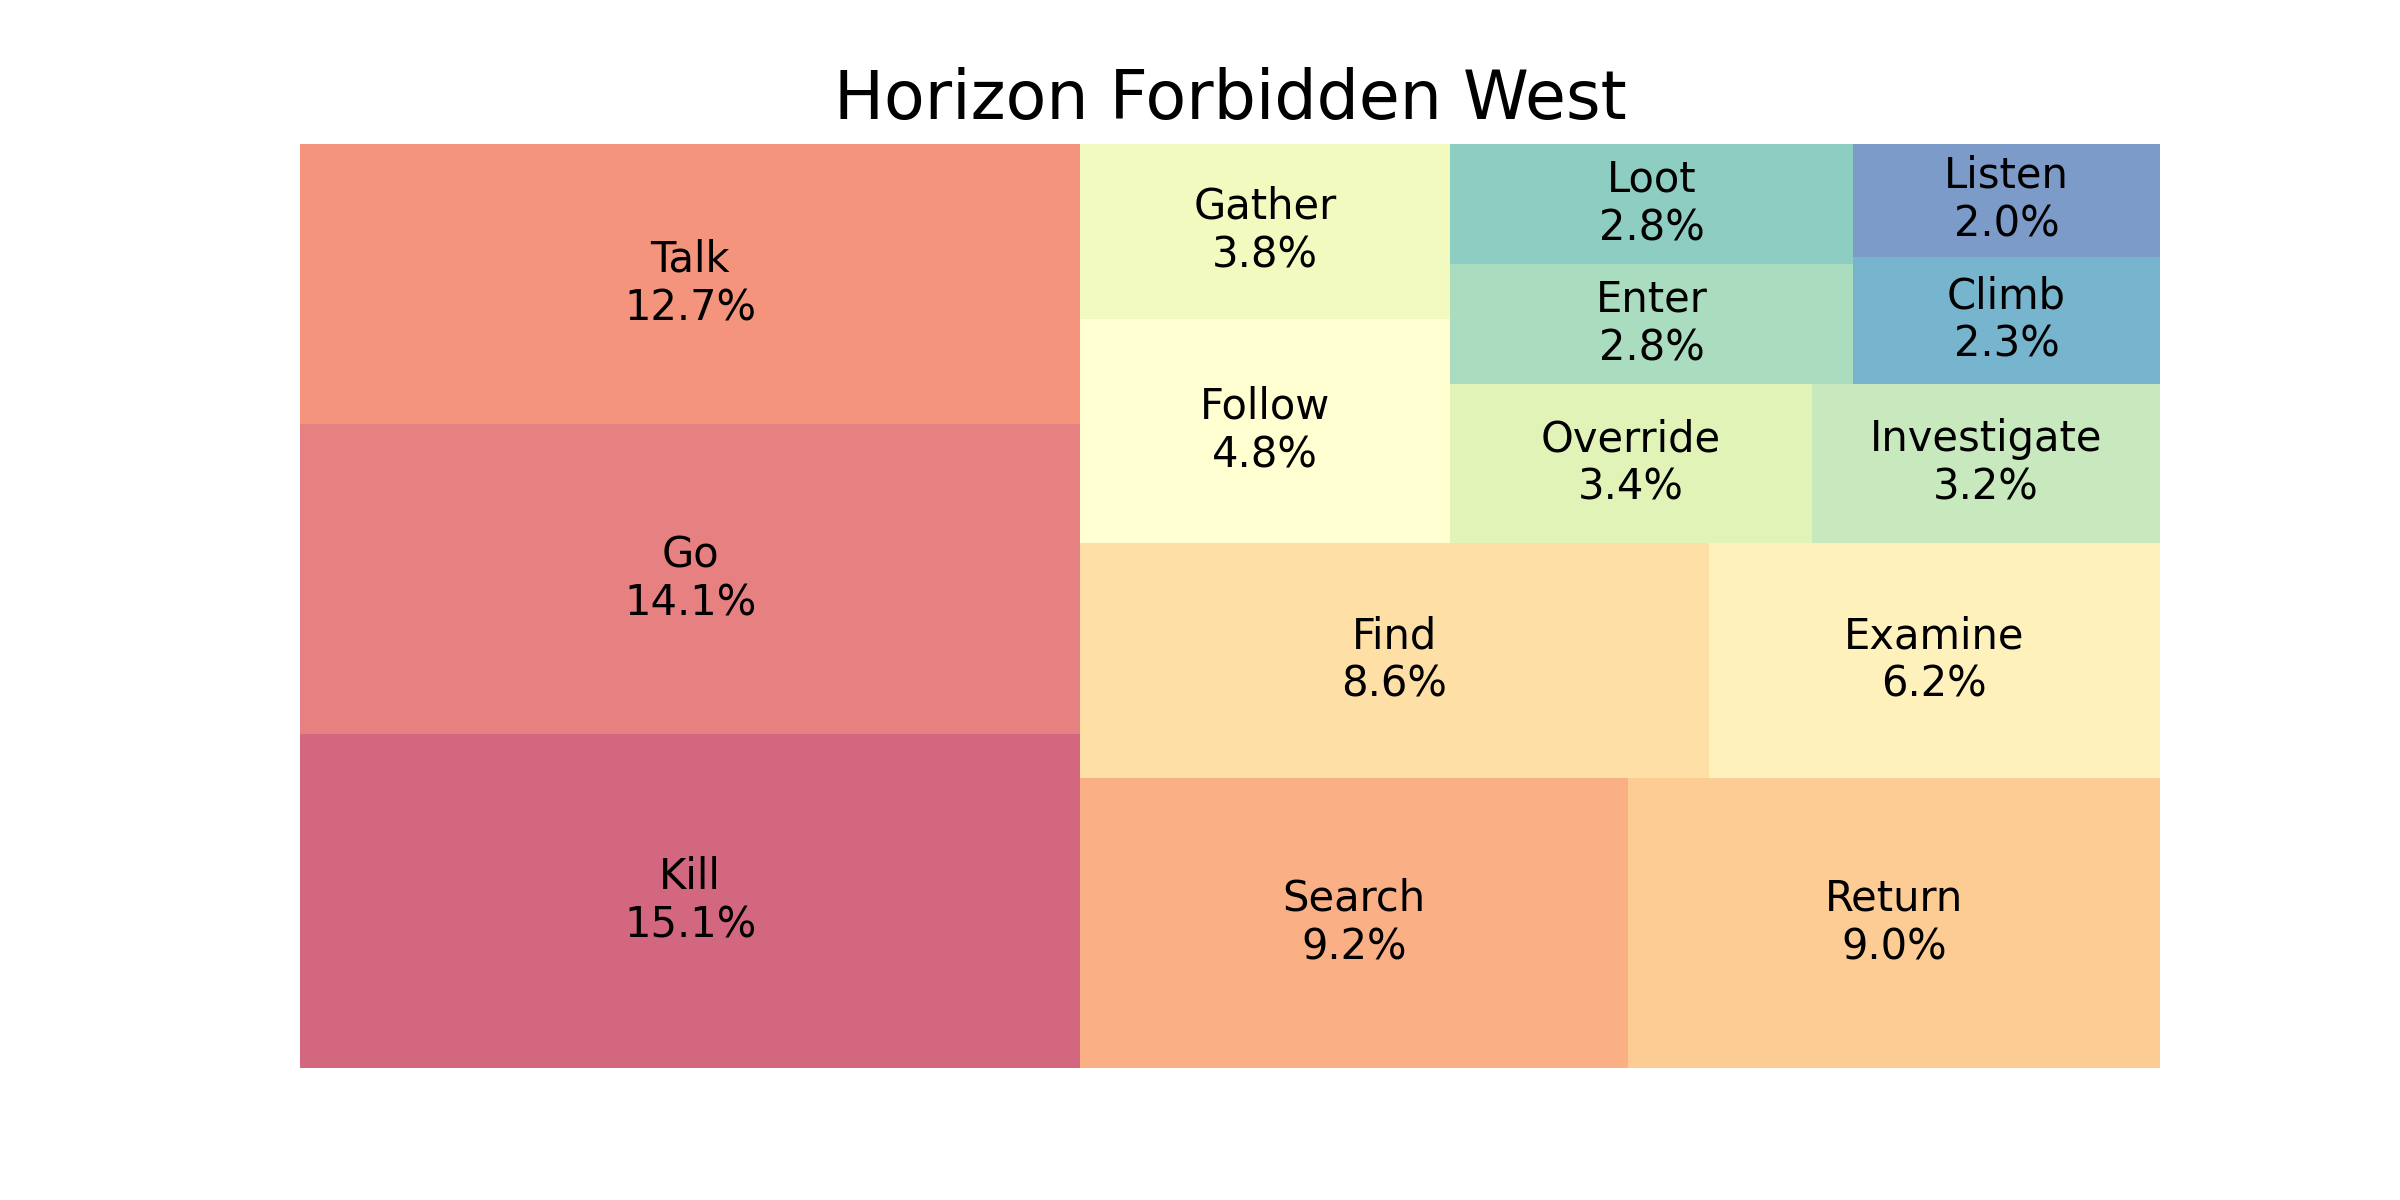 Horizon Forbidden West
Talk
12.7%
Go
14.1%
Kill
15.1%
Gather
3.8%
Follow
4.8%
Loot
2.8%
Enter
2.8%
Listen
2.0%
Climb
2.3%
Override
3.4%
Investigate
3.2%
Find
8.6%
Examine
6.2%
Search
9.2%
Return
9.0%